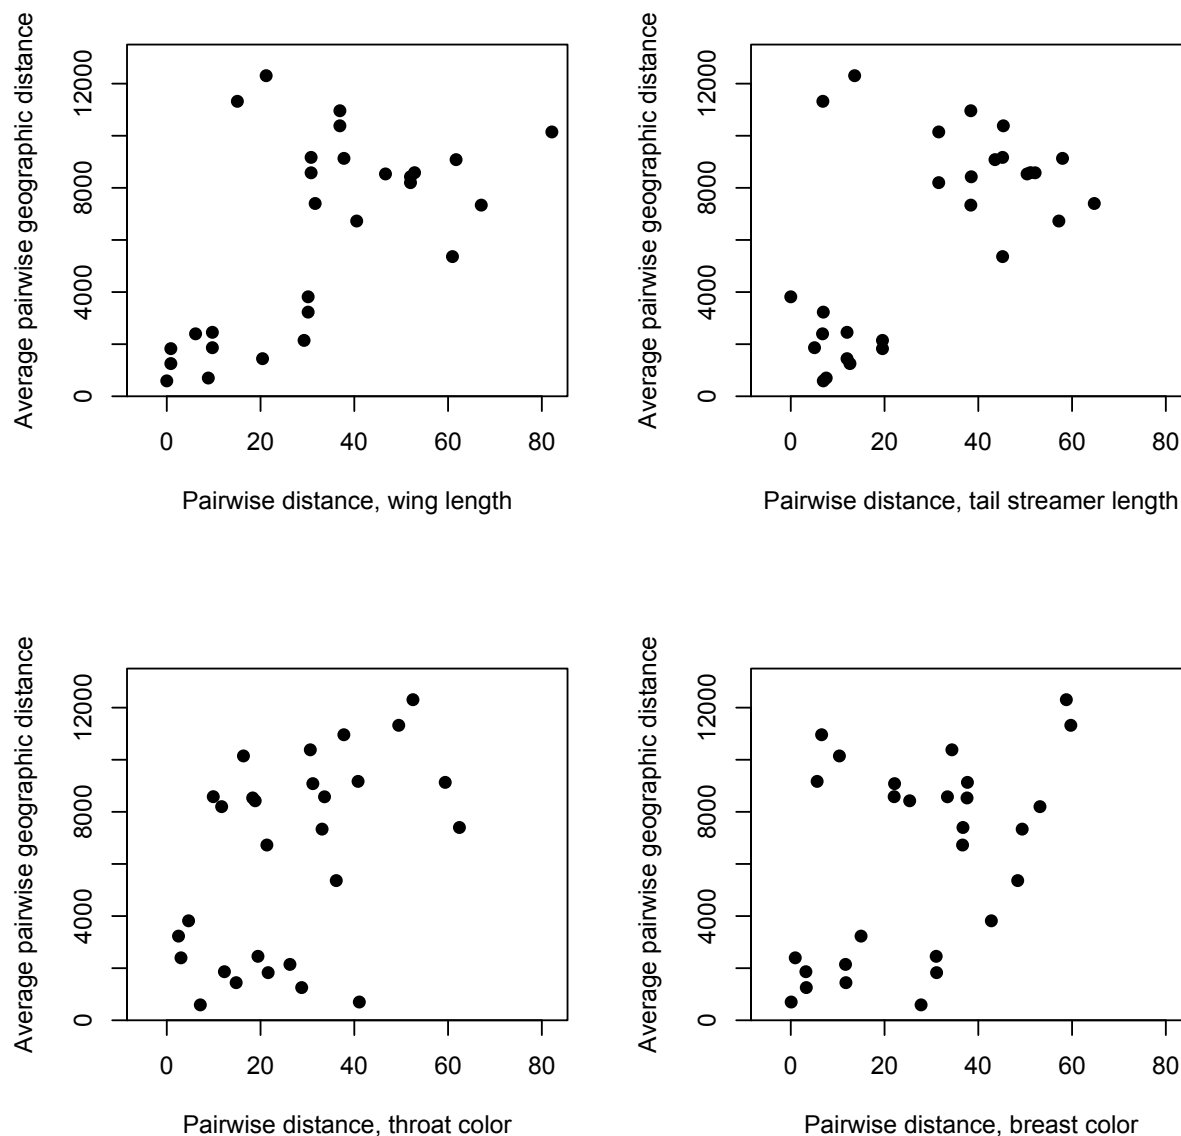 Average pairwise geographic distance
12000
8000
4000
0
0 20 40 60 80
Pairwise distance, wing length
Average pairwise geographic distance
12000
8000
4000
0
0 20 40 60 80
Pairwise distance, tail streamer length
Average pairwise geographic distance
12000
8000
4000
0
0 20 40 60 80
Pairwise distance, throat color
Average pairwise geographic distance
12000
8000
4000
0
0 20 40 60 80
Pairwise distance, breast color